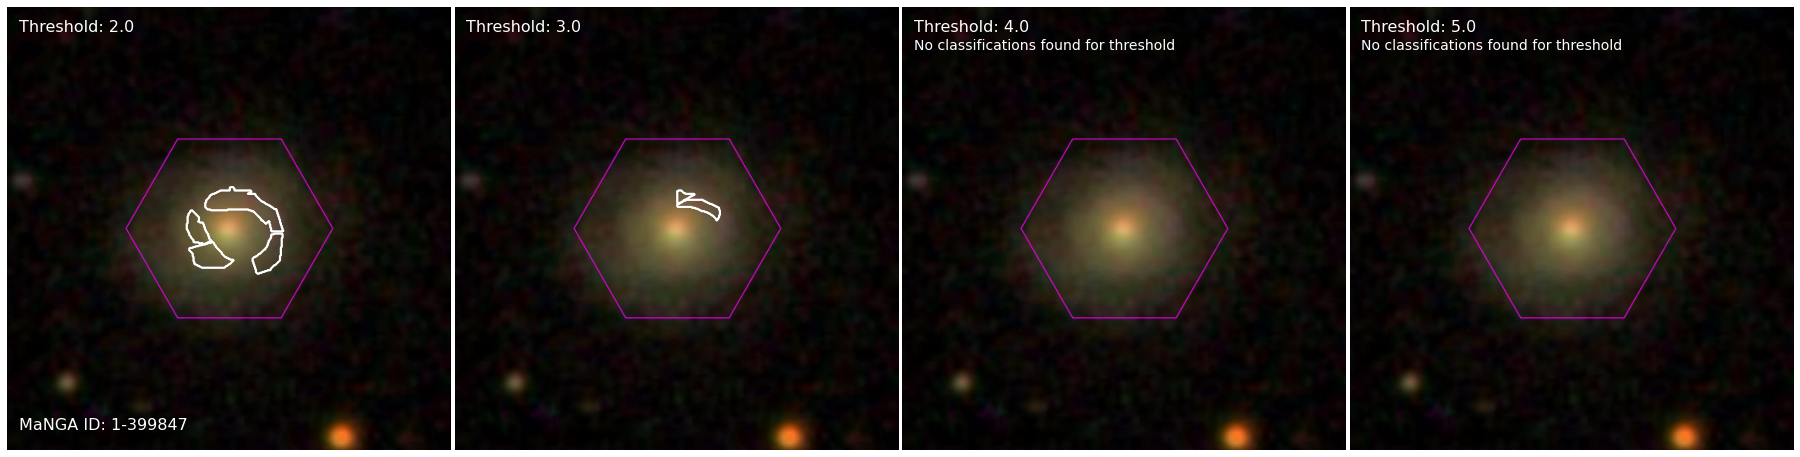 Threshold: 2.0
MaNGA ID: 1-399847
Threshold: 3.0
Threshold: 4.0
No classifications found for threshold
Threshold: 5.0
No classifications found for threshold